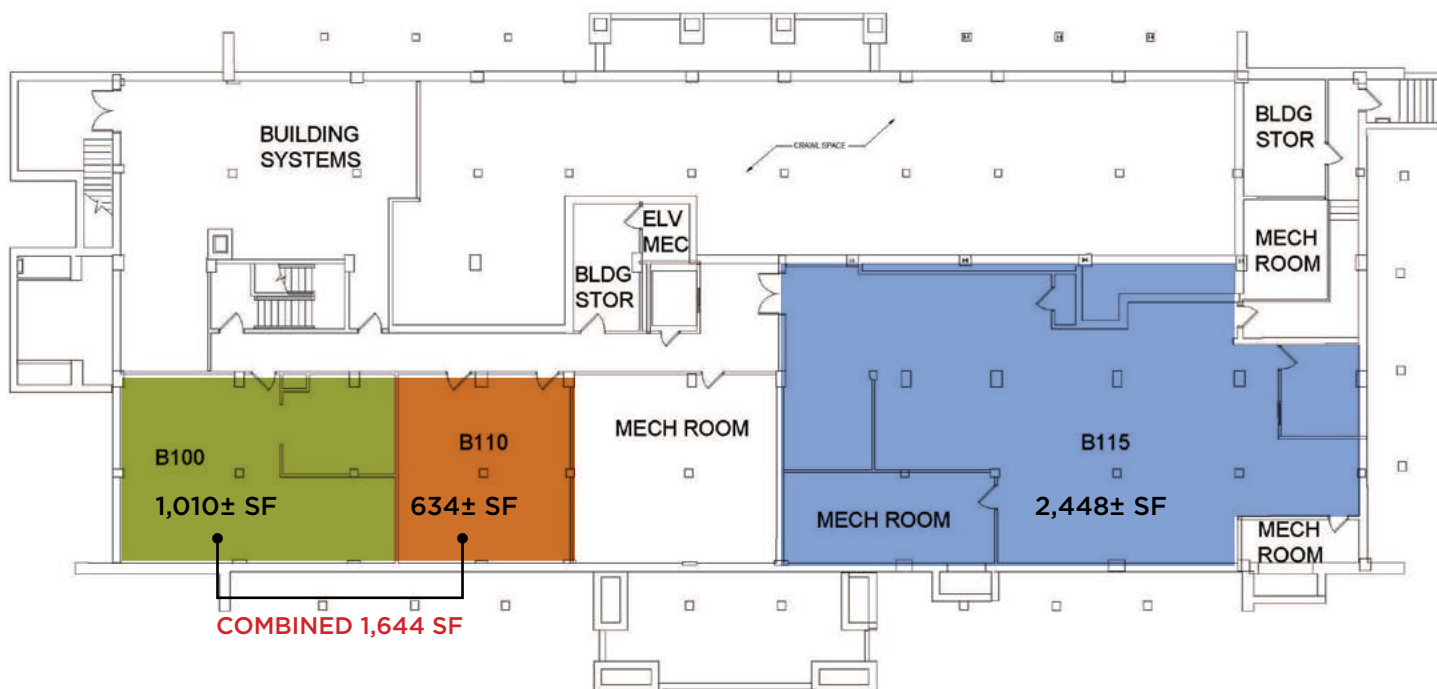 BUILDING
SYSTEMS
CRAWL SPACE
BLDG
STOR
ELV
MEC
BLDG
STOR
MECH
ROOM
B100
1,010± SF
B110
634± SF
MECH ROOM
B115
2,448± SF
MECH ROOM
MECH
ROOM
COMBINED 1,644 SF